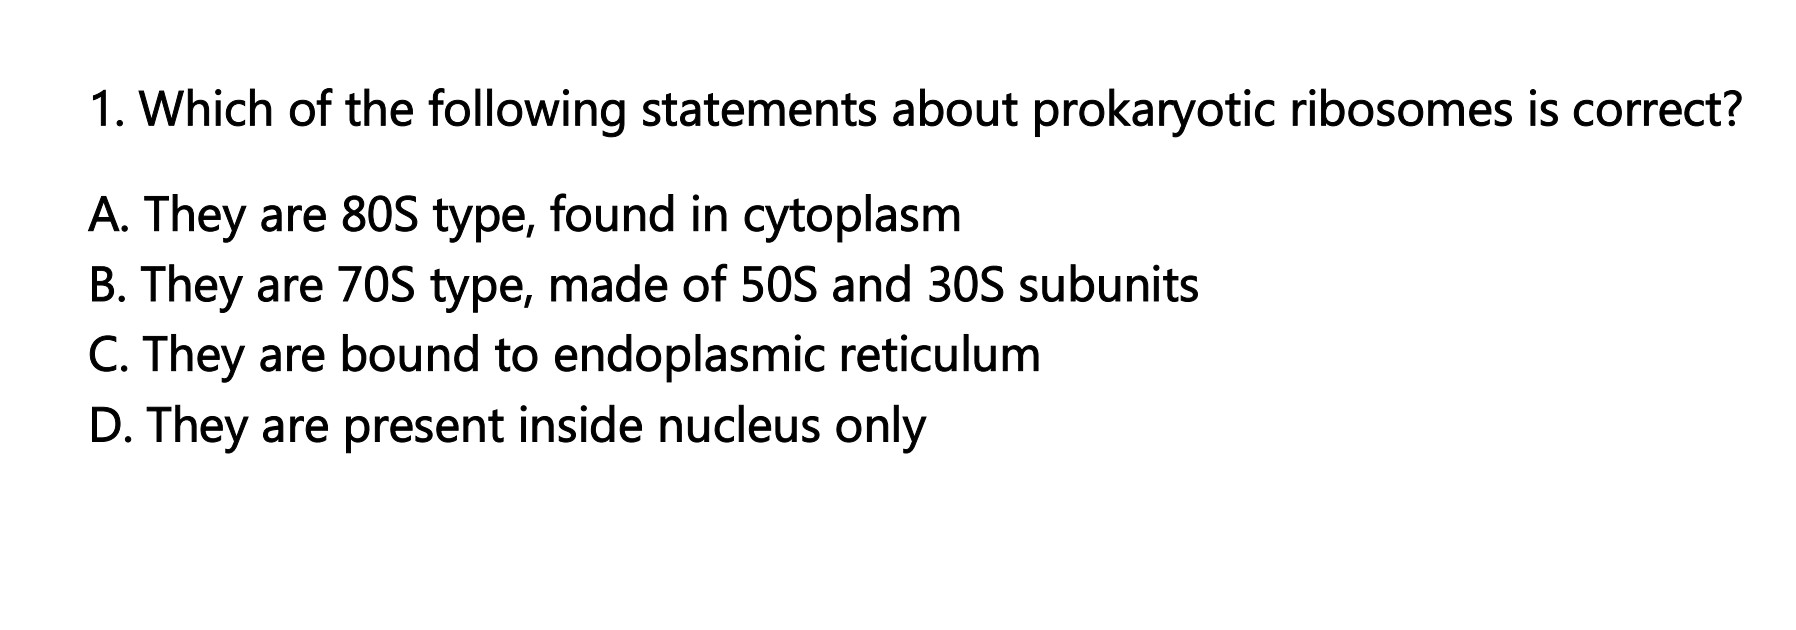 1. Which of the following statements about prokaryotic ribosomes is correct?
A. They are 80S type, found in cytoplasm
B. They are 70S type, made of 50S and 30S subunits
C. They are bound to endoplasmic reticulum
D. They are present inside nucleus only